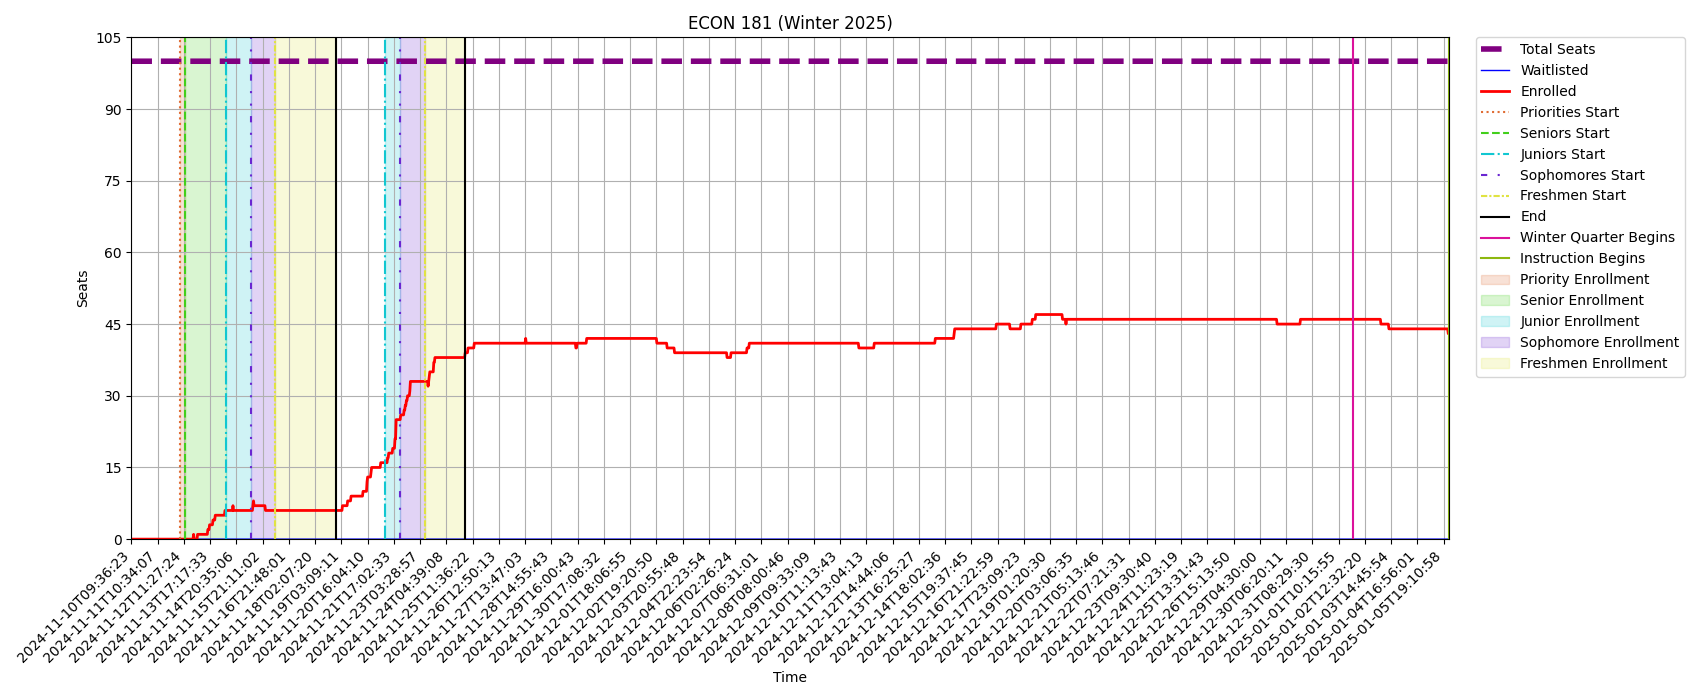 ECON 181 (Winter 2025)
105
90
75
60
45
30
15
0
Seats
2024-11-10T09:36:23
2024-11-11T10:34:07
2024-11-12T11:27:24
2024-11-13T17:17:33
2024-11-14T20:35:06
2024-11-15T21:11:02
2024-11-16T21:48:01
2024-11-18T02:07:20
2024-11-19T03:09:11
2024-11-20T16:04:10
2024-11-21T17:02:33
2024-11-23T03:28:57
2024-11-24T04:39:08
2024-11-25T11:36:22
2024-11-26T12:50:13
2024-11-27T13:47:03
2024-11-28T14:55:43
2024-11-29T16:00:43
2024-11-30T17:08:32
2024-12-01T18:06:55
2024-12-02T19:20:50
2024-12-03T20:55:48
2024-12-04T22:23:54
2024-12-06T02:26:24
2024-12-07T06:31:01
2024-12-08T08:00:46
2024-12-09T09:33:09
2024-12-10T11:13:43
2024-12-11T13:04:13
2024-12-12T14:44:06
2024-12-13T16:25:27
2024-12-14T18:02:36
2024-12-15T19:37:45
2024-12-16T21:22:59
2024-12-17T23:09:23
2024-12-19T01:20:30
2024-12-20T03:06:35
2024-12-21T05:13:46
2024-12-22T07:21:31
2024-12-23T09:30:40
2024-12-24T11:23:19
2024-12-25T13:31:43
2024-12-26T15:13:50
2024-12-29T04:30:00
2024-12-30T06:20:11
2024-12-31T08:29:30
2025-01-01T10:15:55
2025-01-02T12:32:20
2025-01-03T14:45:54
2025-01-04T16:56:01
2025-01-05T19:10:58
Time
Total Seats
Waitlisted
Enrolled
Priorities Start
Seniors Start
Juniors Start
Sophomores Start
Freshmen Start
End
Winter Quarter Begins
Instruction Begins
Priority Enrollment
Senior Enrollment
Junior Enrollment
Sophomore Enrollment
Freshmen Enrollment